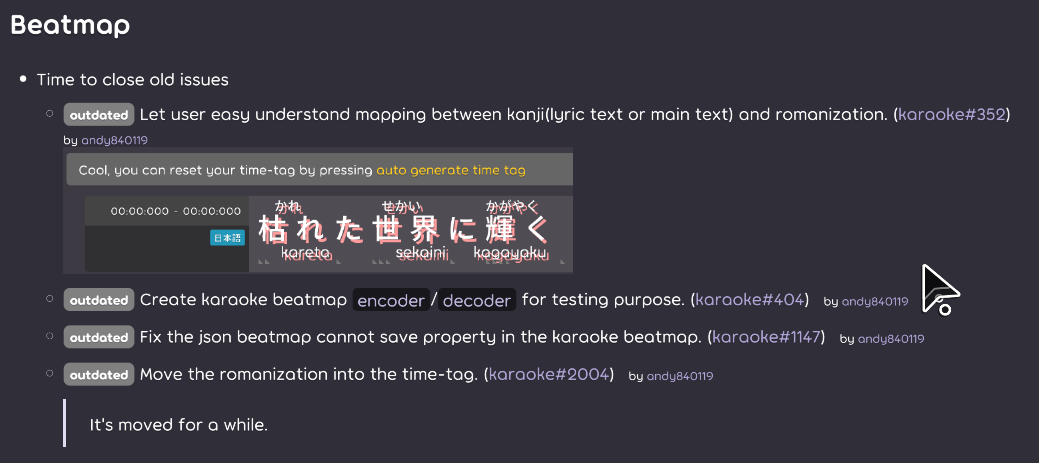 Beatmap
Time to close old issues
outdated Let user easy understand mapping between kanji(lyric text or main text) and romanization. (karaoke#352)
by andy840119
Cool, you can reset your time-tag by pressing auto generate time tag
00:00:000 - 00:00:000
日本語
かれ せかい かがやく
枯れた世界に輝く
kareta sekaini kagayaku
outdated Create karaoke beatmap encoder/decoder for testing purpose. (karaoke#404) by andy840119
outdated Fix the json beatmap cannot save property in the karaoke beatmap. (karaoke#1147) by andy840119
outdated Move the romanization into the time-tag. (karaoke#2004) by andy840119
It's moved for a while.